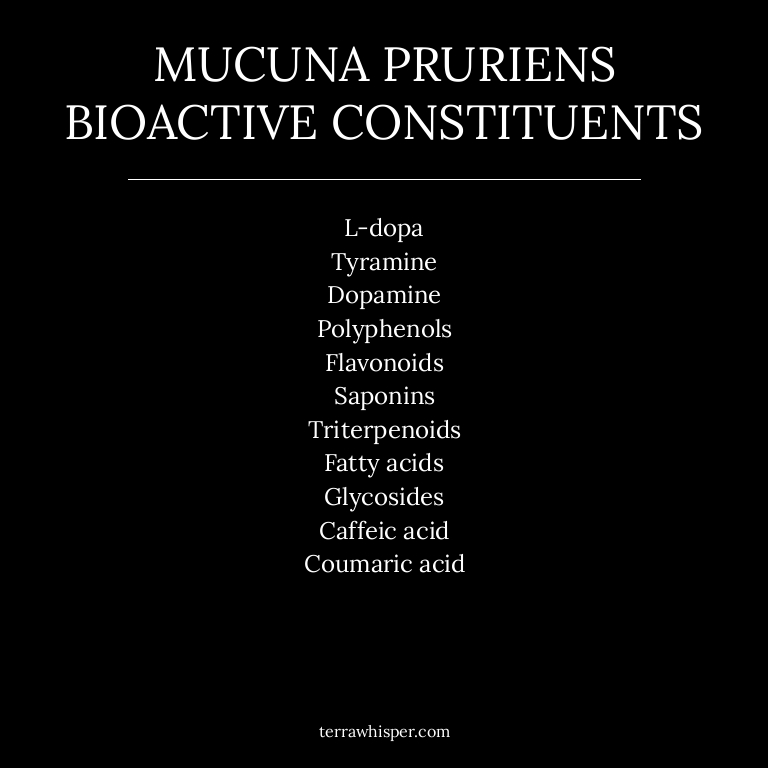 MUCUNA PRURIENS
BIOACTIVE CONSTITUENTS
L-dopa
Tyramine
Dopamine
Polyphenols
Flavonoids
Saponins
Triterpenoids
Fatty acids
Glycosides
Caffeic acid
Coumaric acid
terrawhisper.com